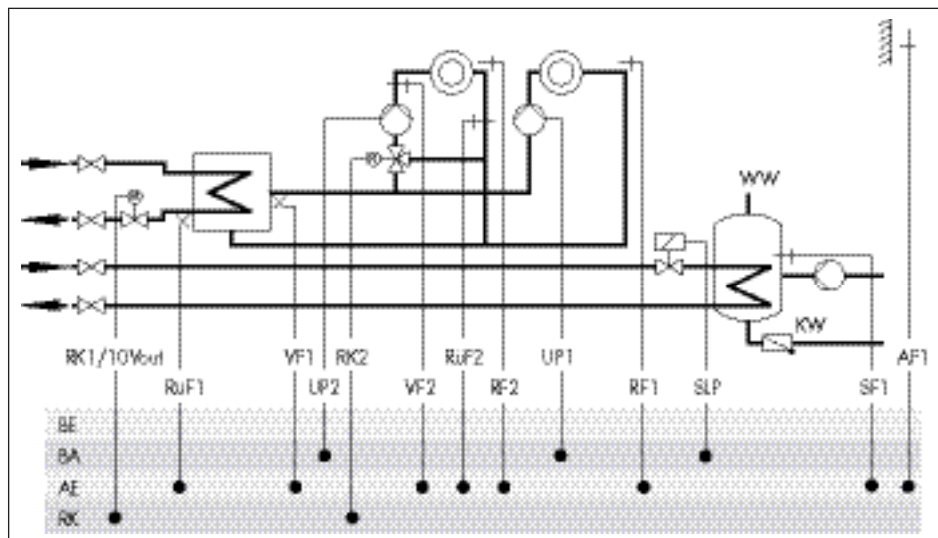 WW
KW
RK1/10Vout VF1 RK2 RüF2 UP1 AF1
RüF1 UP2 VF2 RF2 RF1 SLP SF1
BE
BA
AE
RK